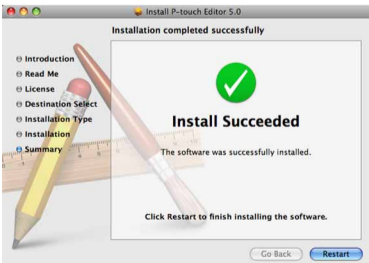 Install P-touch Editor 5.0
Installation completed successfully
Introduction
Read Me
License
Destination Select
Installation Type
Installation
Summary
Install Succeeded
The software was successfully installed.
Click Restart to finish installing the software.
Go Back
Restart